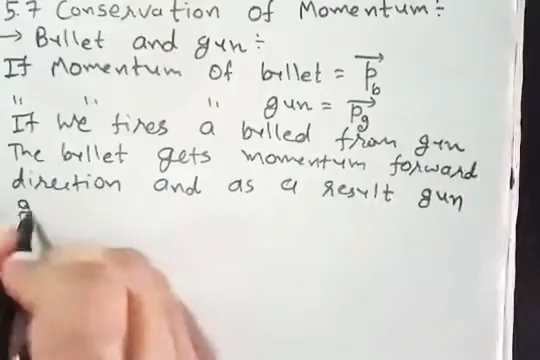 5.7 Conservation of Momentum:-
→ Bullet and gun:-
If Momentum of bullet = p⃗b
" " " gun = p⃗g
If we fires a bulled from gun
The bullet gets momentum forward
direction and as a result gun
g